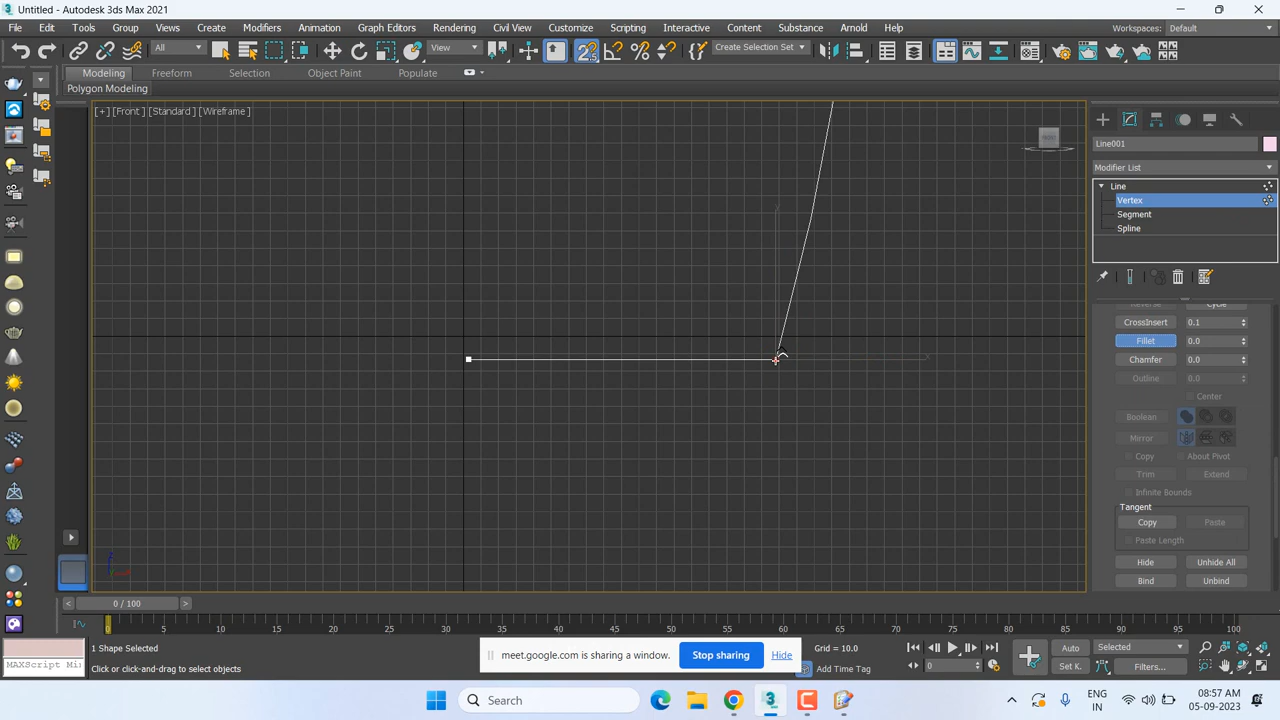 Untitled - Autodesk 3ds Max 2021
File Edit Tools Group Views Create Modifiers Animation Graph Editors Rendering Civil View Customize Scripting Interactive Content Substance Arnold Help Workspaces: Default
All View Create Selection Set
Modeling Freeform Selection Object Paint Populate
Polygon Modeling
[+] [Front ] [Standard ] [Wireframe ]
Line001
Modifier List
Line
Vertex
Segment
Spline
Reverse Cycle
CrossInsert 0.1
Fillet 0.0
Chamfer 0.0
Outline 0.0
Center
Boolean
Mirror
Copy About Pivot
Trim Extend
Infinite Bounds
Tangent
Copy Paste
Paste Length
Hide Unhide All
Bind Unbind
< 0 / 100 >
0 5 10 15 20 25 30 35 40 45 50 55 60 65 70 75 80 85 90 95 100
1 Shape Selected
Click or click-and-drag to select objects
MAXScript Mi
meet.google.com is sharing a window. Stop sharing Hide
Grid = 10.0
Add Time Tag
Auto Selected
Set K. Filters...
0
Search
ENG
IN
08:57 AM
05-09-2023